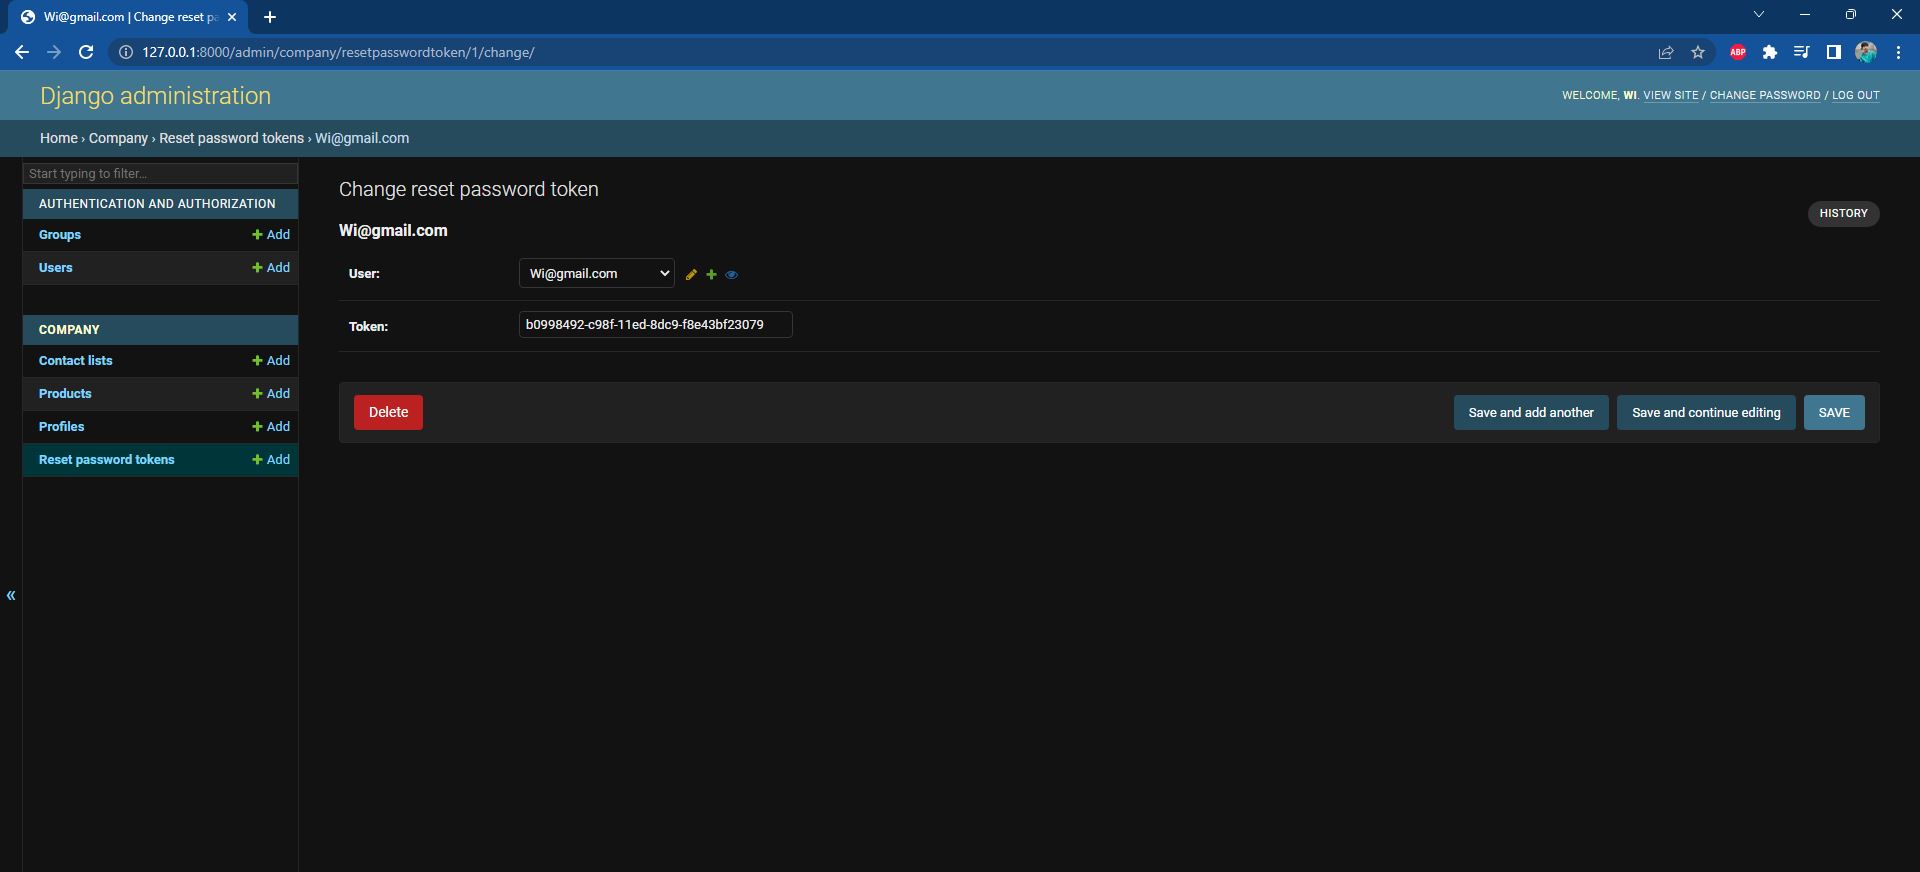 Wi@gmail.com | Change reset pa
127.0.0.1:8000/admin/company/resetpasswordtoken/1/change/
ABP
Django administration
WELCOME, WI. VIEW SITE / CHANGE PASSWORD / LOG OUT
Home › Company › Reset password tokens › Wi@gmail.com
Start typing to filter...
AUTHENTICATION AND AUTHORIZATION
Groups + Add
Users + Add
COMPANY
Contact lists + Add
Products + Add
Profiles + Add
Reset password tokens + Add
«
Change reset password token
HISTORY
Wi@gmail.com
User: Wi@gmail.com
Token: b0998492-c98f-11ed-8dc9-f8e43bf23079
Delete Save and add another Save and continue editing SAVE